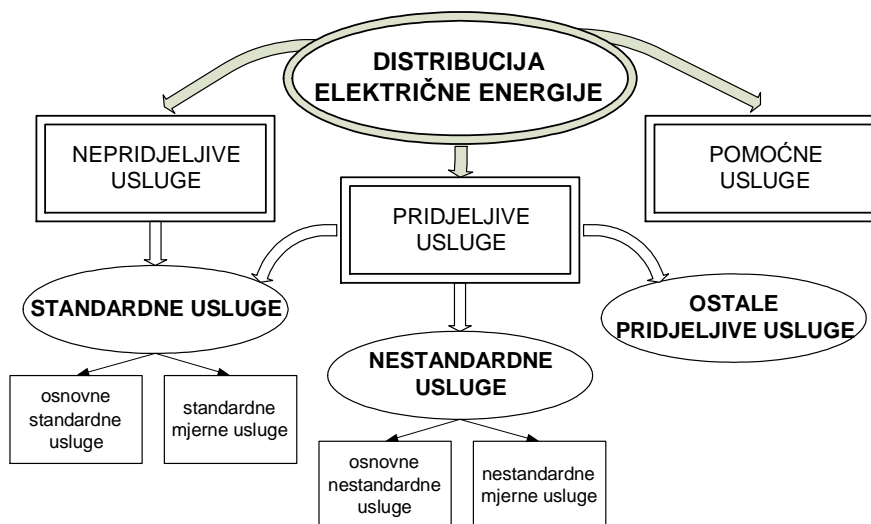 DISTRIBUCIJA
ELEKTRIČNE ENERGIJE
NEPRIDJELJIVE
USLUGE
PRIDJELJIVE
USLUGE
POMOĆNE
USLUGE
STANDARDNE USLUGE
NESTANDARDNE
USLUGE
OSTALE
PRIDJELJIVE USLUGE
osnovne
standardne
usluge
standardne
mjerne usluge
osnovne
nestandardne
usluge
nestandardne
mjerne usluge